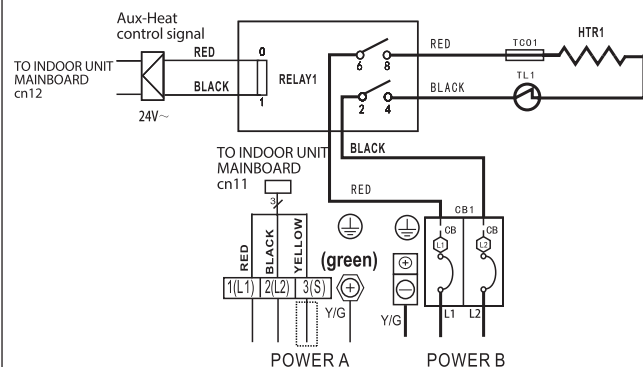 Aux-Heat
control signal
TO INDOOR UNIT
MAINBOARD
cn12
RED
BLACK
24V~
0
1
RELAY1
6 8
2 4
RED
BLACK
TCO1
HTR1
TL1
TO INDOOR UNIT
MAINBOARD
cn11
3
BLACK
RED
RED
BLACK
YELLOW
(green)
CB1
CB CB
L1 L2
1(L1) 2(L2) 3(S)
Y/G
Y/G
L1 L2
POWER A
POWER B